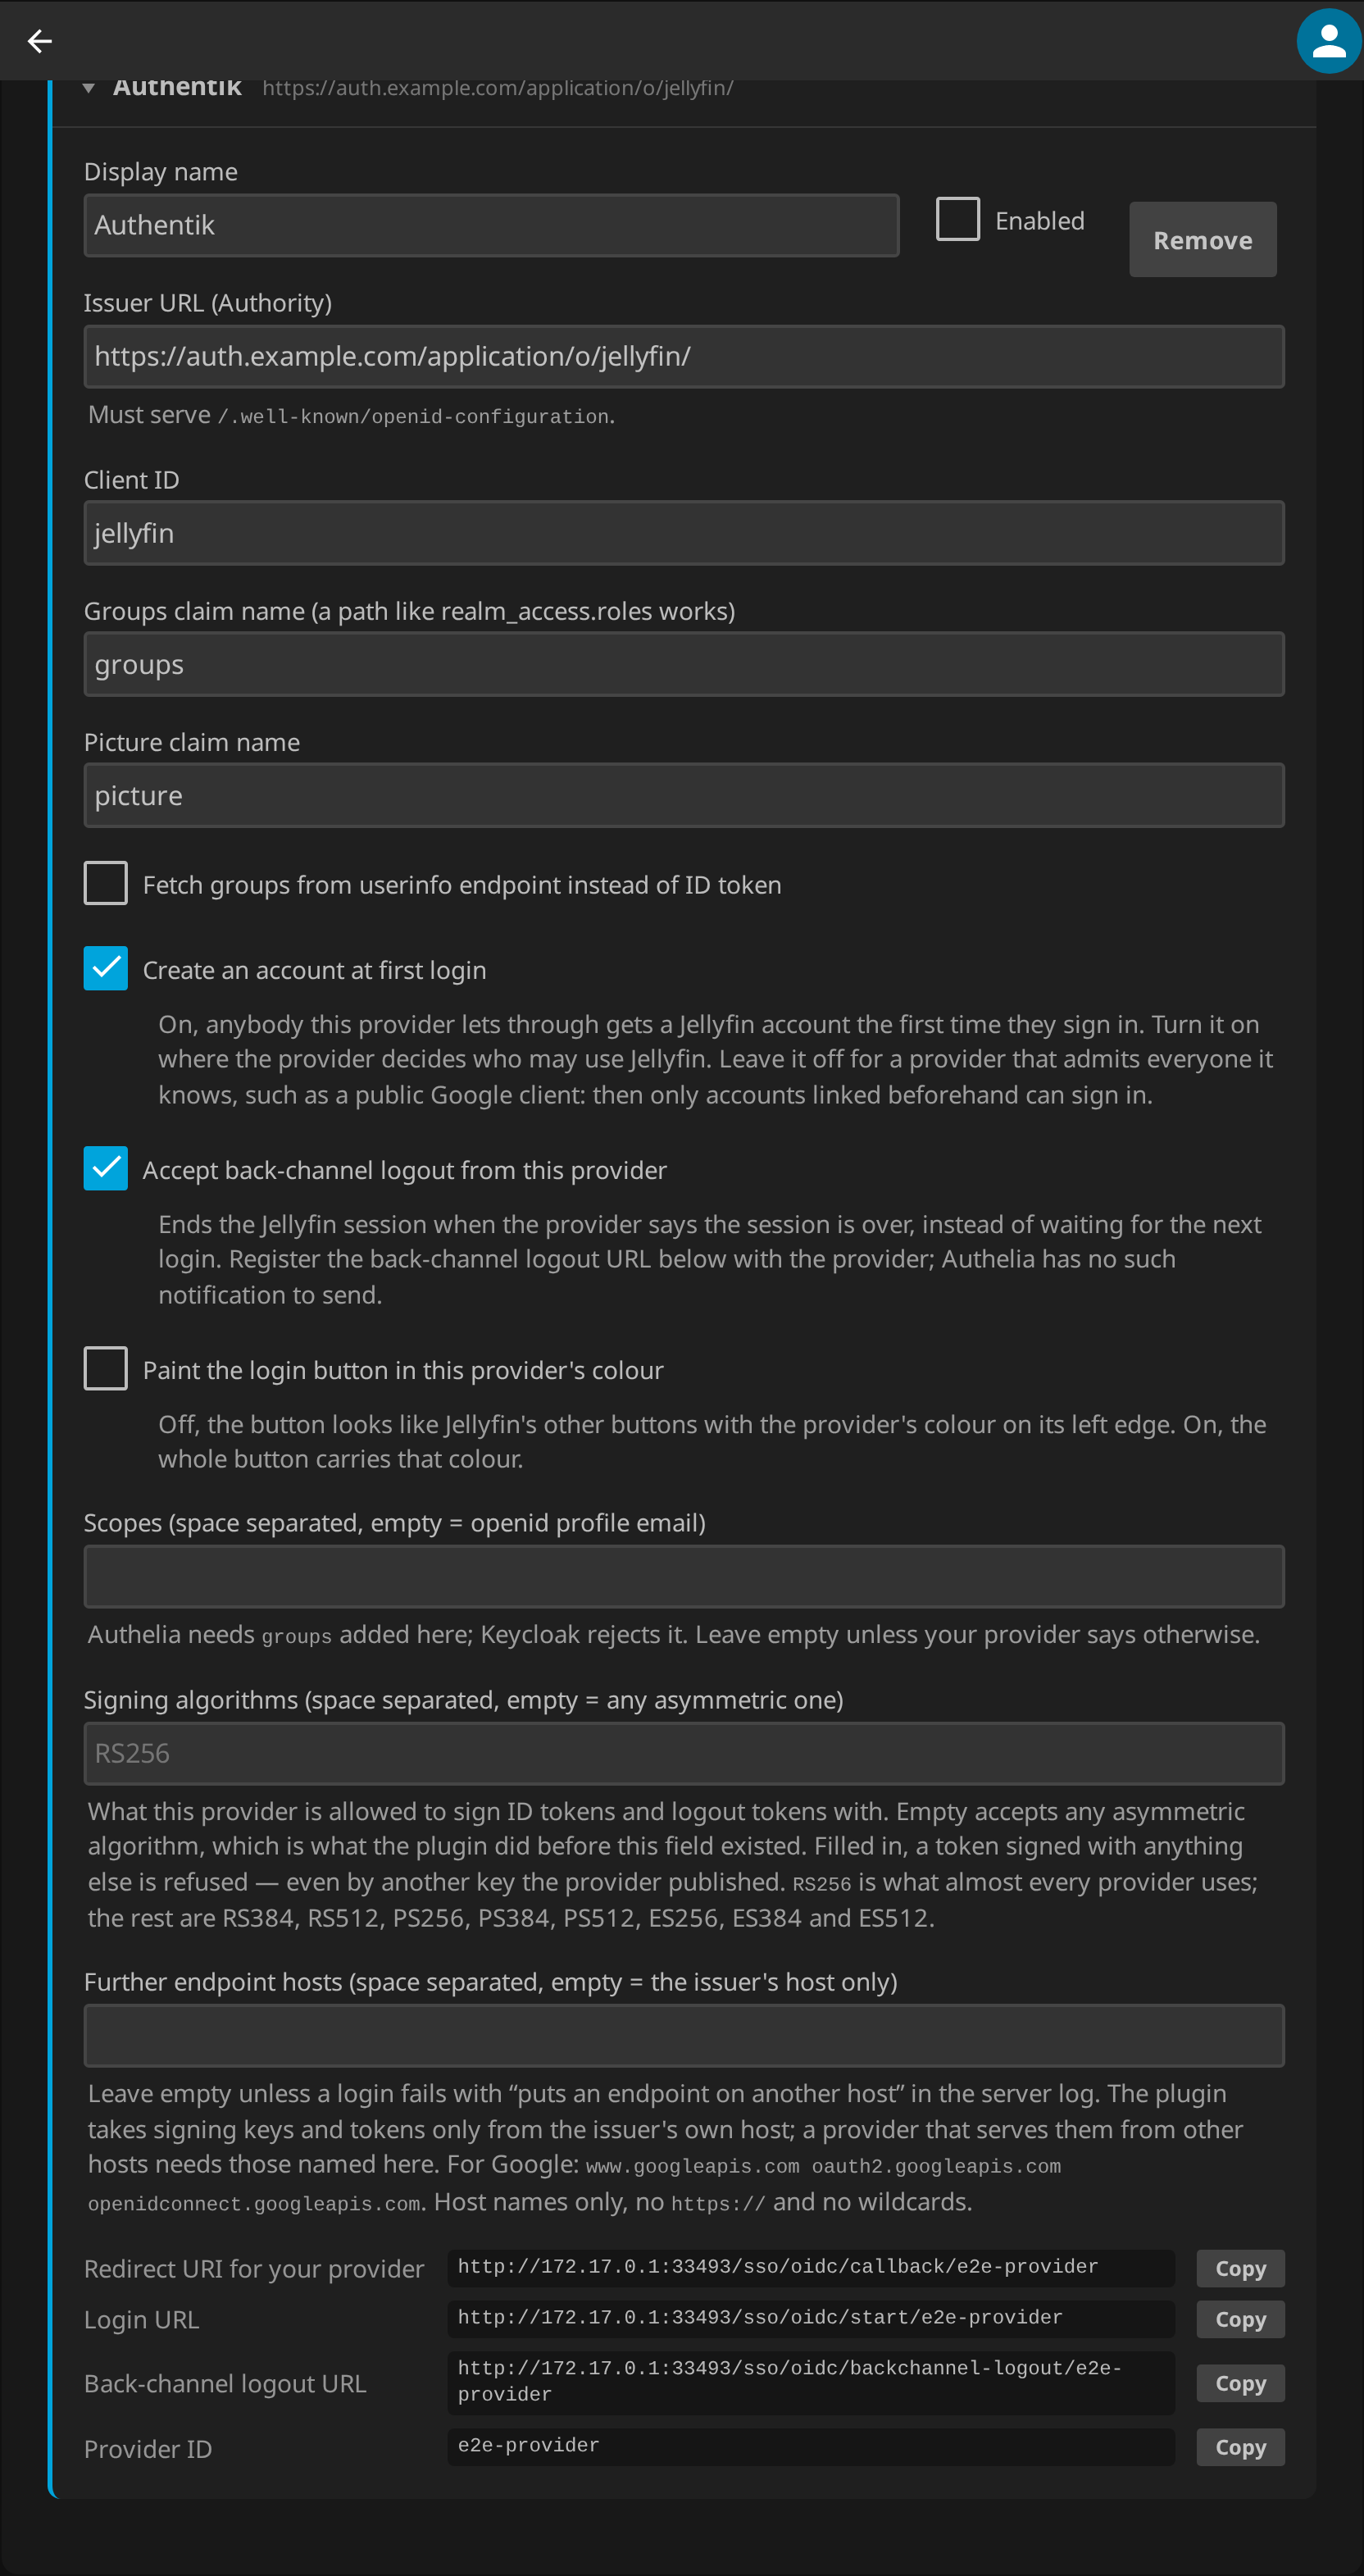 Authentik https://auth.example.com/application/o/jellyfin/
Display name
Authentik
Enabled
Remove
Issuer URL (Authority)
https://auth.example.com/application/o/jellyfin/
Must serve /.well-known/openid-configuration.
Client ID
jellyfin
Groups claim name (a path like realm_access.roles works)
groups
Picture claim name
picture
Fetch groups from userinfo endpoint instead of ID token
Create an account at first login
On, anybody this provider lets through gets a Jellyfin account the first time they sign in. Turn it on
where the provider decides who may use Jellyfin. Leave it off for a provider that admits everyone it
knows, such as a public Google client: then only accounts linked beforehand can sign in.
Accept back-channel logout from this provider
Ends the Jellyfin session when the provider says the session is over, instead of waiting for the next
login. Register the back-channel logout URL below with the provider; Authelia has no such
notification to send.
Paint the login button in this provider's colour
Off, the button looks like Jellyfin's other buttons with the provider's colour on its left edge. On, the
whole button carries that colour.
Scopes (space separated, empty = openid profile email)
Authelia needs groups added here; Keycloak rejects it. Leave empty unless your provider says otherwise.
Signing algorithms (space separated, empty = any asymmetric one)
RS256
What this provider is allowed to sign ID tokens and logout tokens with. Empty accepts any asymmetric
algorithm, which is what the plugin did before this field existed. Filled in, a token signed with anything
else is refused — even by another key the provider published. RS256 is what almost every provider uses;
the rest are RS384, RS512, PS256, PS384, PS512, ES256, ES384 and ES512.
Further endpoint hosts (space separated, empty = the issuer's host only)
Leave empty unless a login fails with “puts an endpoint on another host” in the server log. The plugin
takes signing keys and tokens only from the issuer's own host; a provider that serves them from other
hosts needs those named here. For Google: www.googleapis.com oauth2.googleapis.com
openidconnect.googleapis.com. Host names only, no https:// and no wildcards.
Redirect URI for your provider http://172.17.0.1:33493/sso/oidc/callback/e2e-provider Copy
Login URL http://172.17.0.1:33493/sso/oidc/start/e2e-provider Copy
Back-channel logout URL http://172.17.0.1:33493/sso/oidc/backchannel-logout/e2e-
provider Copy
Provider ID e2e-provider Copy